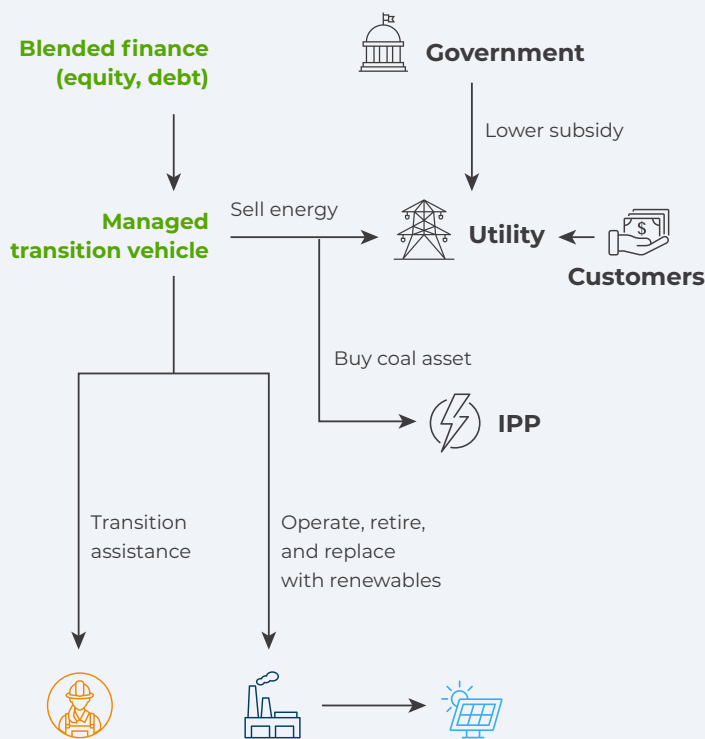 Blended finance
(equity, debt)
Government
Lower subsidy
Sell energy
Managed
transition vehicle
Utility
$
Customers
Buy coal asset
IPP
Transition
assistance
Operate, retire,
and replace
with renewables